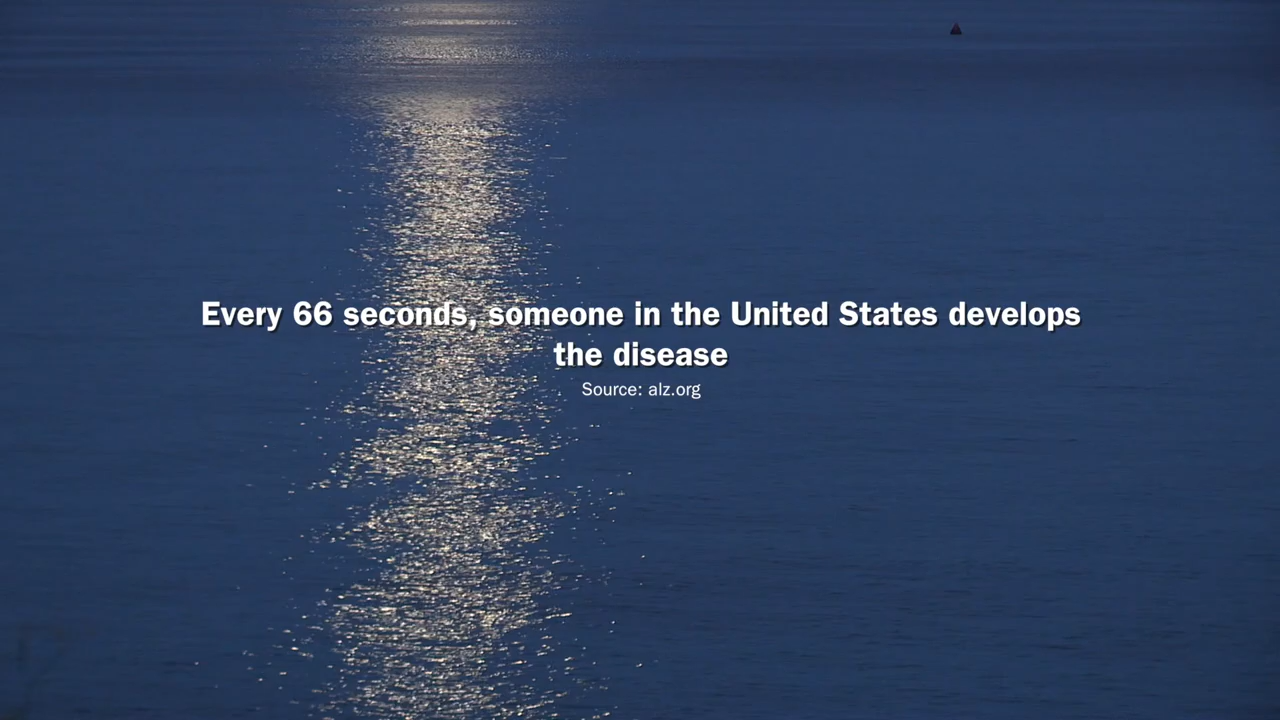 Every 66 seconds, someone in the United States develops
the disease
Source: alz.org